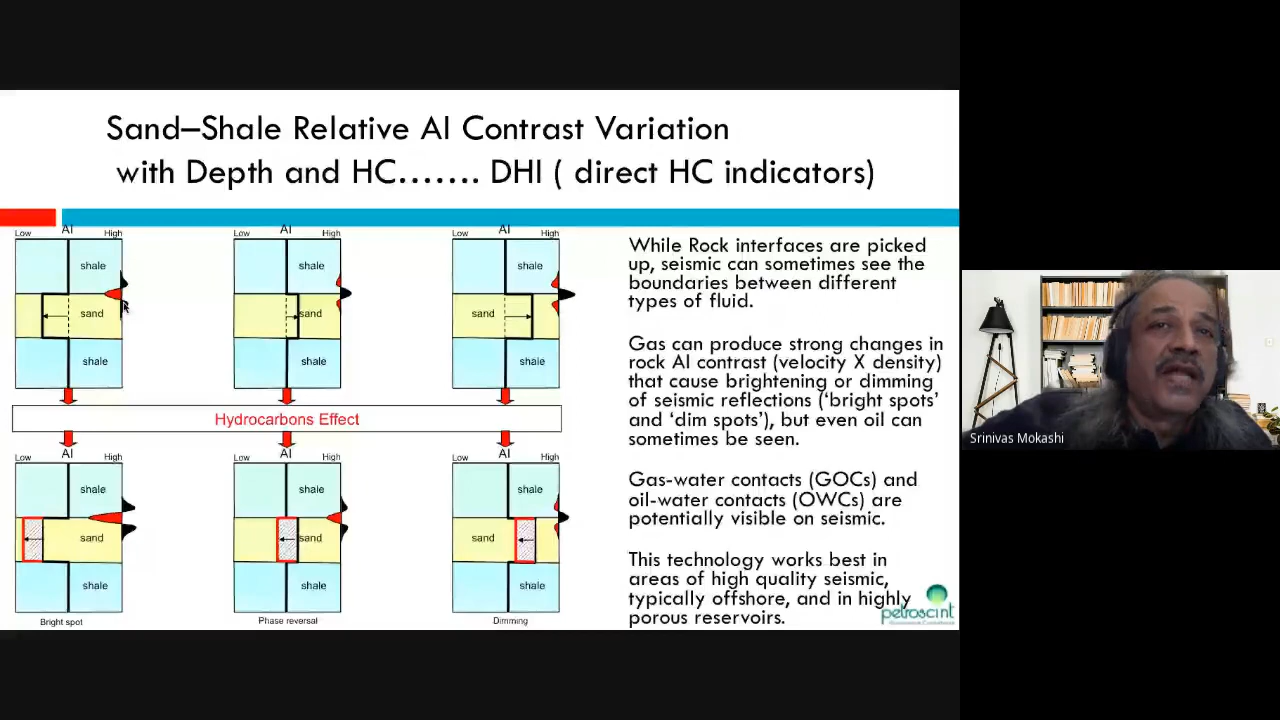 Sand–Shale Relative AI Contrast Variation
with Depth and HC....... DHI ( direct HC indicators)
Low AI High
shale
sand
shale
Low AI High
shale
sand
shale
Low AI High
shale
sand
shale
Hydrocarbons Effect
Low AI High
shale
sand
shale
Bright spot
Low AI High
shale
sand
shale
Phase reversal
Low AI High
shale
sand
shale
Dimming
While Rock interfaces are picked
up, seismic can sometimes see the
boundaries between different
types of fluid.
Gas can produce strong changes in
rock AI contrast (velocity X density)
that cause brightening or dimming
of seismic reflections ('bright spots'
and 'dim spots'), but even oil can
sometimes be seen.
Gas-water contacts (GOCs) and
oil-water contacts (OWCs) are
potentially visible on seismic.
This technology works best in
areas of high quality seismic,
typically offshore, and in highly
porous reservoirs.
petroscint
Srinivas Mokashi